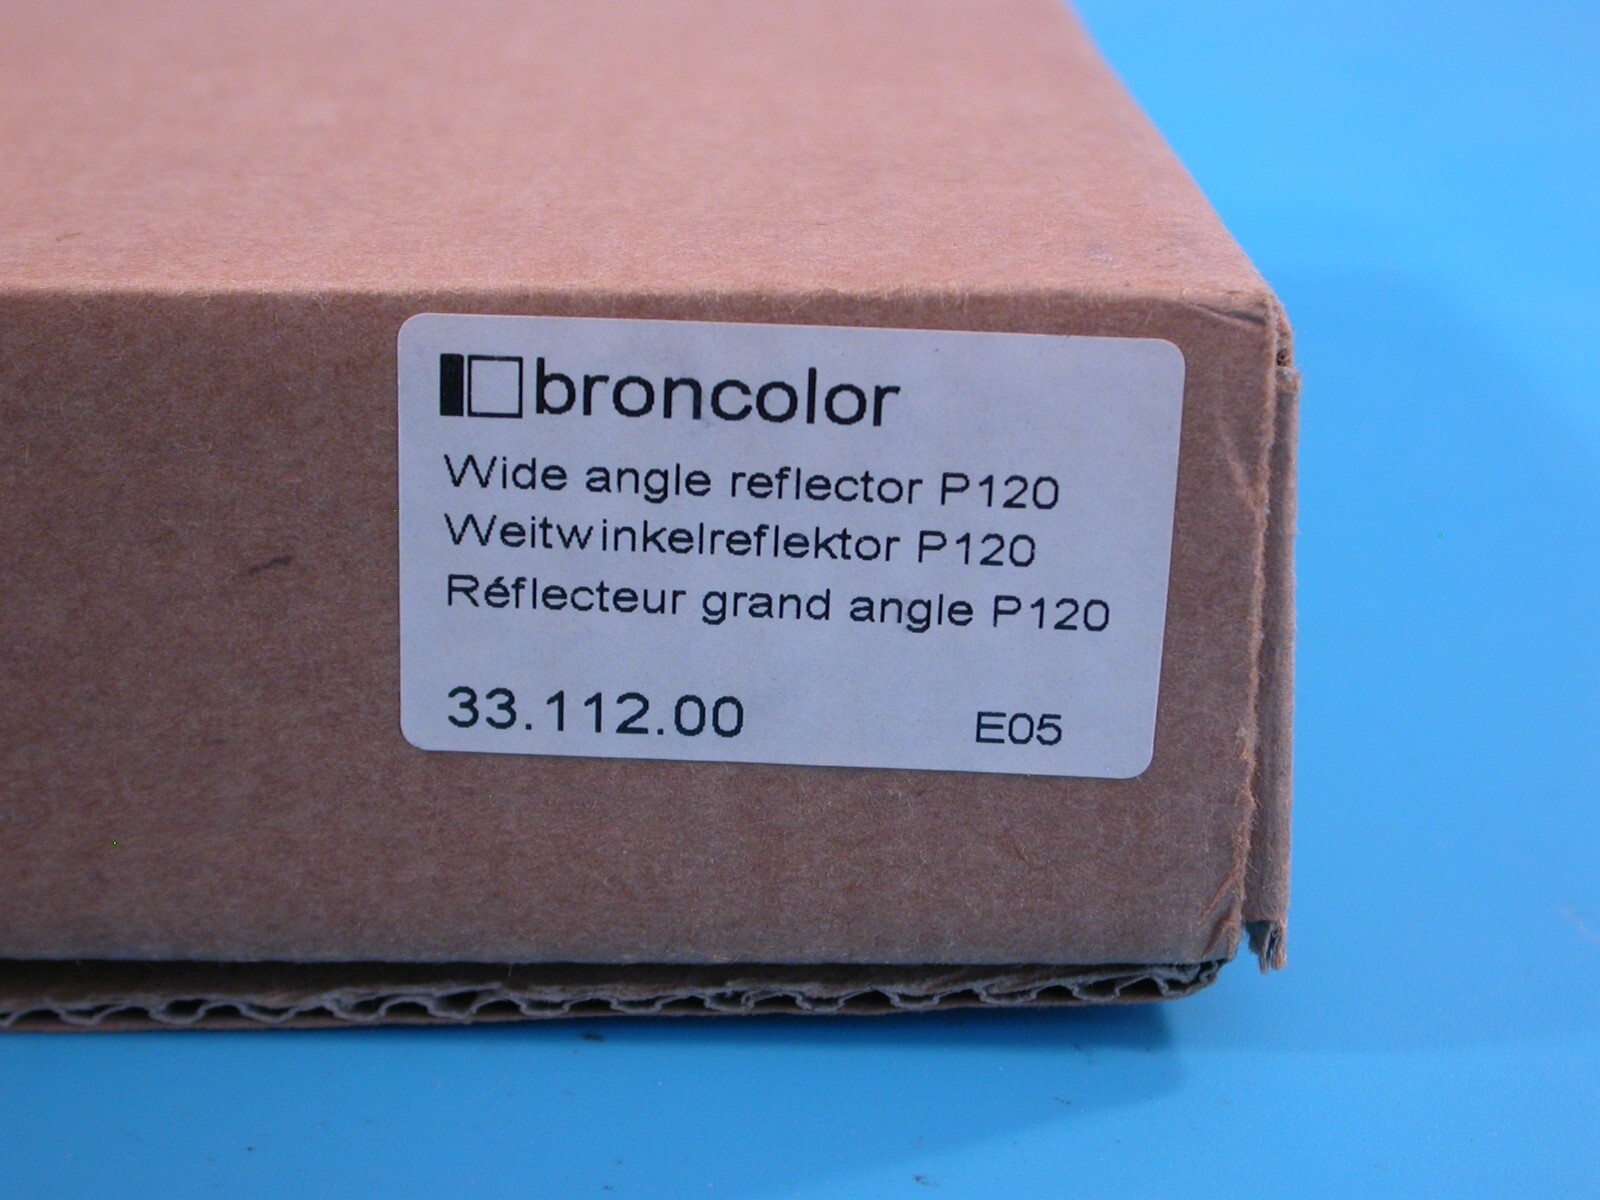 broncolor
Wide angle reflector P120
Weitwinkelreflektor P120
Réflecteur grand angle P120
33.112.00 E05